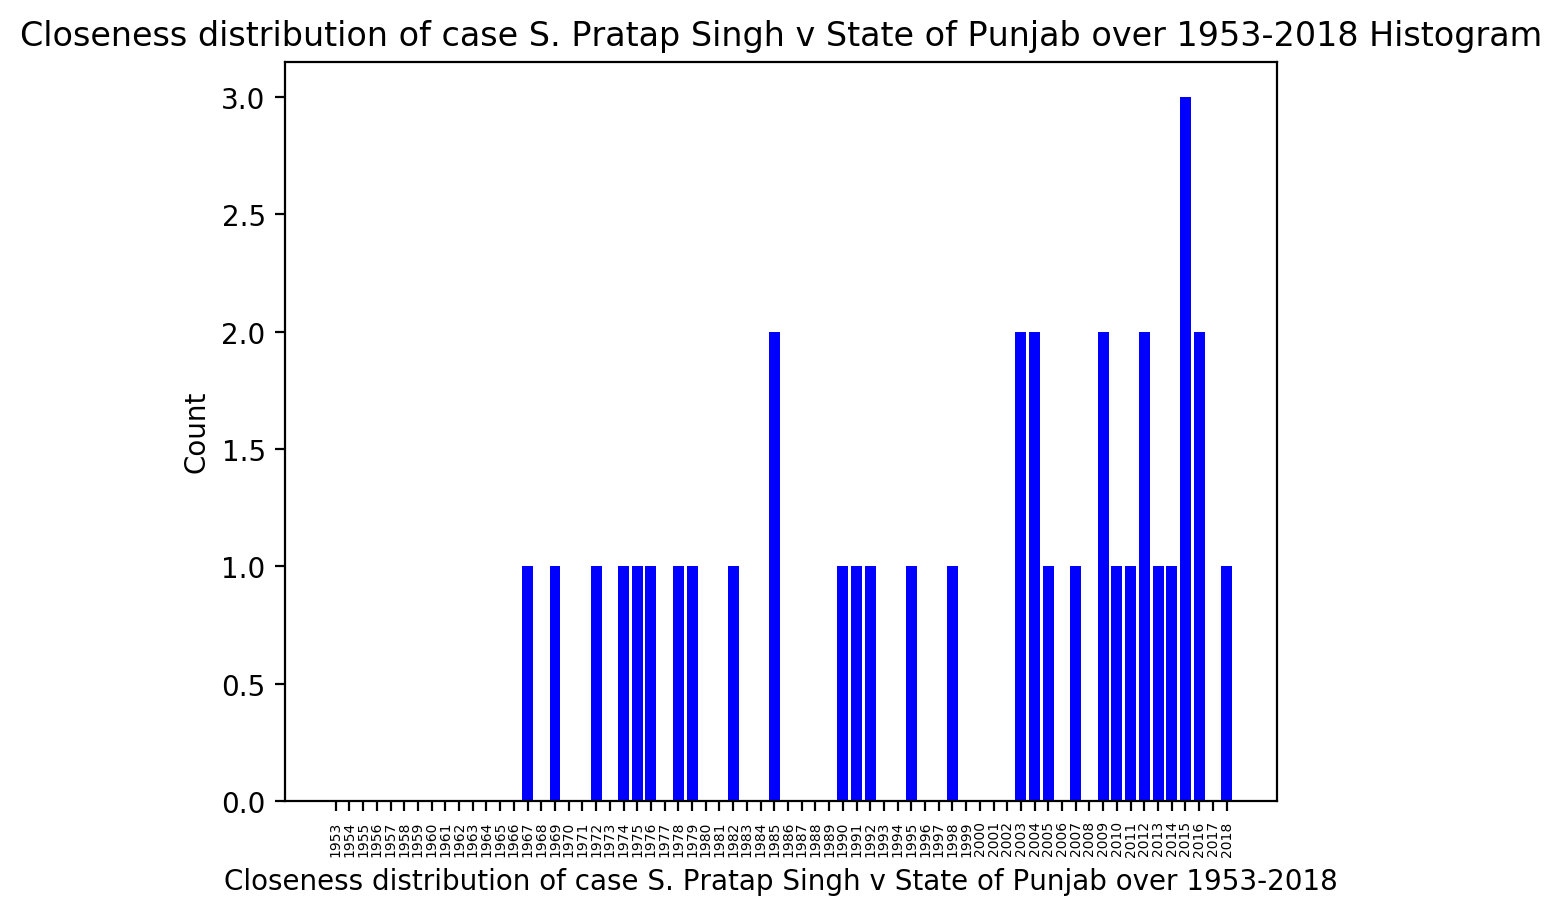 Closeness distribution of case S. Pratap Singh v State of Punjab over 1953-2018 Histogram
3.0
2.5
2.0
1.5
1.0
0.5
0.0
Count
1953 1954 1955 1956 1957 1958 1959 1960 1961 1962 1963 1964 1965 1966 1967 1968 1969 1970 1971 1972 1973 1974 1975 1976 1977 1978 1979 1980 1981 1982 1983 1984 1985 1986 1987 1988 1989 1990 1991 1992 1993 1994 1995 1996 1997 1998 1999 2000 2001 2002 2003 2004 2005 2006 2007 2008 2009 2010 2011 2012 2013 2014 2015 2016 2017 2018
Closeness distribution of case S. Pratap Singh v State of Punjab over 1953-2018